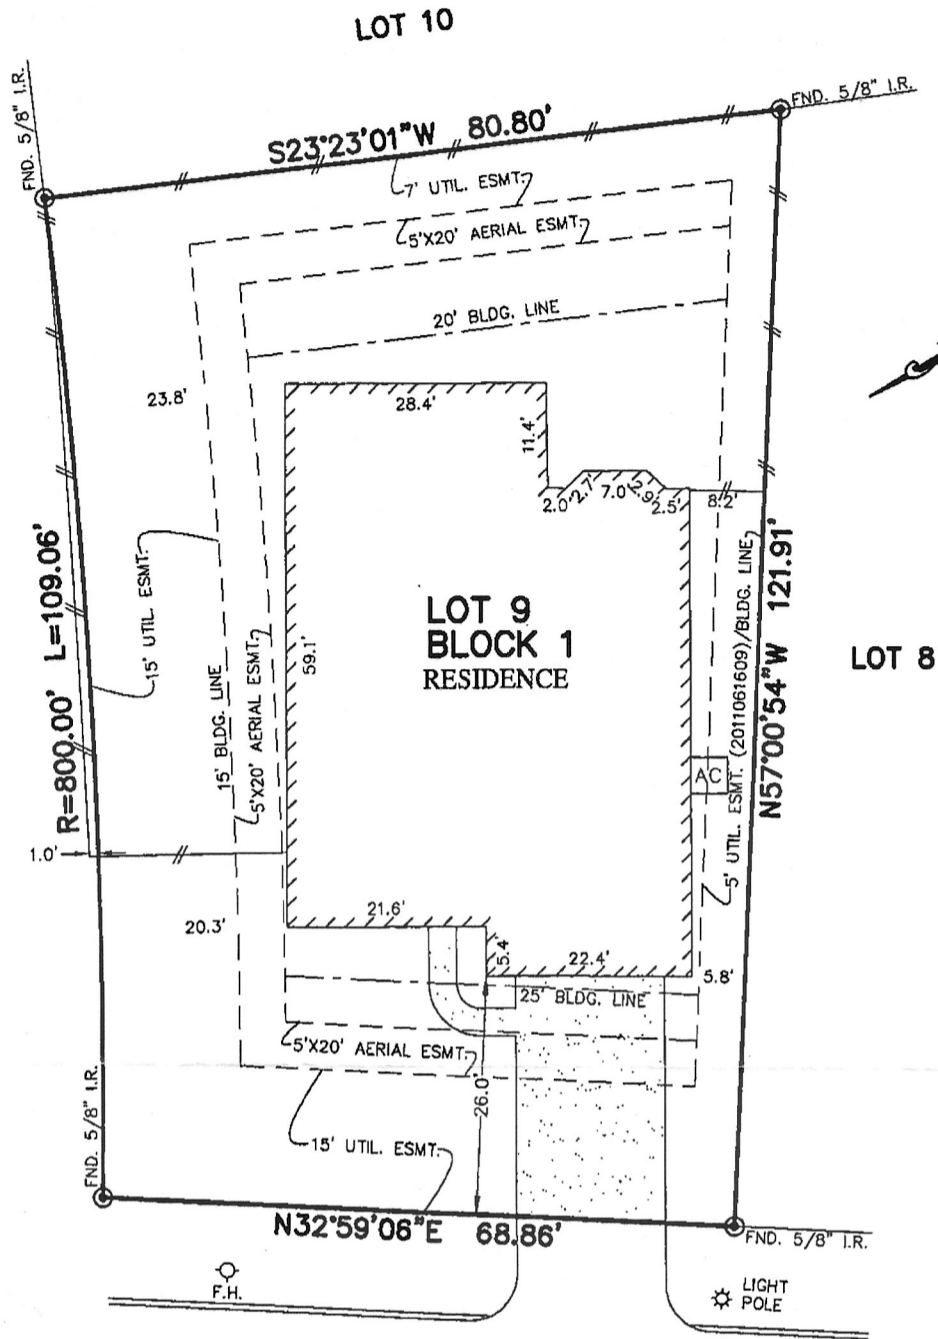 LOT 10
FND. 5/8" I.R.
FND. 5/8" I.R.
S23°23'01"W 80.80'
7' UTIL. ESMT.
5'X20' AERIAL ESMT.
20' BLDG. LINE
23.8'
28.4'
11.4'
2.0'
2.7'
7.0'
2.9'
2.5'
8.2'
R=800.00' L=109.06'
15' UTIL. ESMT.
15' BLDG. LINE
5'X20' AERIAL ESMT.
59.1'
LOT 9
BLOCK 1
RESIDENCE
AC
5' UTIL. ESMT. (2011061609)/BLDG. LINE
N57°00'54"W 121.91'
LOT 8
1.0'
20.3'
21.6'
5.4'
22.4'
5.8'
25' BLDG. LINE
5'X20' AERIAL ESMT.
26.0'
15' UTIL. ESMT.
FND. 5/8" I.R.
N32°59'06"E 68.86'
FND. 5/8" I.R.
F.H.
LIGHT
POLE